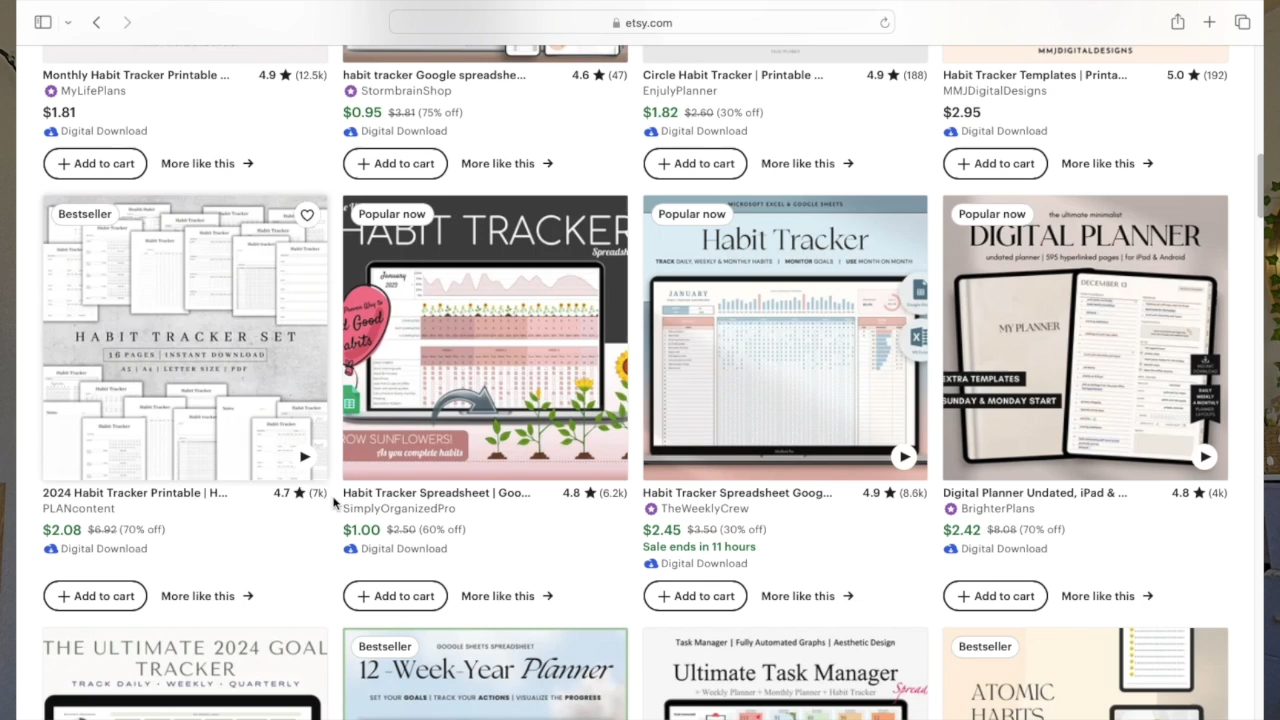 etsy.com
MMJDIGITALDESIGNS
Monthly Habit Tracker Printable ... 4.9 ★ (12.5k)
MyLifePlans
$1.81
Digital Download
+ Add to cart More like this →
habit tracker Google spreadshe... 4.6 ★ (47)
StormbrainShop
$0.95 $3.81 (75% off)
Digital Download
+ Add to cart More like this →
Circle Habit Tracker | Printable ... 4.9 ★ (188)
EnjulyPlanner
$1.82 $2.60 (30% off)
Digital Download
+ Add to cart More like this →
Habit Tracker Templates | Printa... 5.0 ★ (192)
MMJDigitalDesigns
$2.95
Digital Download
+ Add to cart More like this →
Bestseller
HABIT TRACKER SET
16 PAGES | INSTANT DOWNLOAD
A5 | A4 | LETTER SIZE | PDF
2024 Habit Tracker Printable | H... 4.7 ★ (7k)
PLANcontent
$2.08 $6.92 (70% off)
Digital Download
+ Add to cart More like this →
Popular now
HABIT TRACKER
Spreadsh
January
2025
d Good
Habits
ROW SUNFLOWERS!
As you complete habits
Habit Tracker Spreadsheet | Goo... 4.8 ★ (6.2k)
SimplyOrganizedPro
$1.00 $2.50 (60% off)
Digital Download
+ Add to cart More like this →
Popular now
MICROSOFT EXCEL & GOOGLE SHEETS
Habit Tracker
TRACK DAILY, WEEKLY & MONTHLY HABITS | MONITOR GOALS | USE MONTH ON MONTH
JANUARY
Habit Tracker Spreadsheet Goog... 4.9 ★ (8.6k)
TheWeeklyCrew
$2.45 $3.50 (30% off)
Sale ends in 11 hours
Digital Download
+ Add to cart More like this →
Popular now
the ultimate minimalist
DIGITAL PLANNER
undated planner | 595 hyperlinked pages | for iPad & Android
MY PLANNER
DECEMBER 13
EXTRA TEMPLATES
SUNDAY & MONDAY START
INSTANT
DOWNLOAD
DAILY
WEEKLY
& MONTHLY
PLANNER
LAYOUTS
Digital Planner Undated, iPad & ... 4.8 ★ (4k)
BrighterPlans
$2.42 $8.08 (70% off)
Digital Download
+ Add to cart More like this →
THE ULTIMATE 2024 GOAL
TRACKER
TRACK DAILY • WEEKLY • QUARTERLY
Bestseller
GOOGLE SHEETS SPREADSHEET
12-Week-Year Planner
SET YOUR GOALS | TRACK YOUR ACTIONS | VISUALIZE THE PROGRESS
Task Manager | Fully Automated Graphs | Aesthetic Design
Ultimate Task Manager
+ Weekly Planner + Monthly Planner + Habit Tracker
Spread
Bestseller
ATOMIC
HABITS